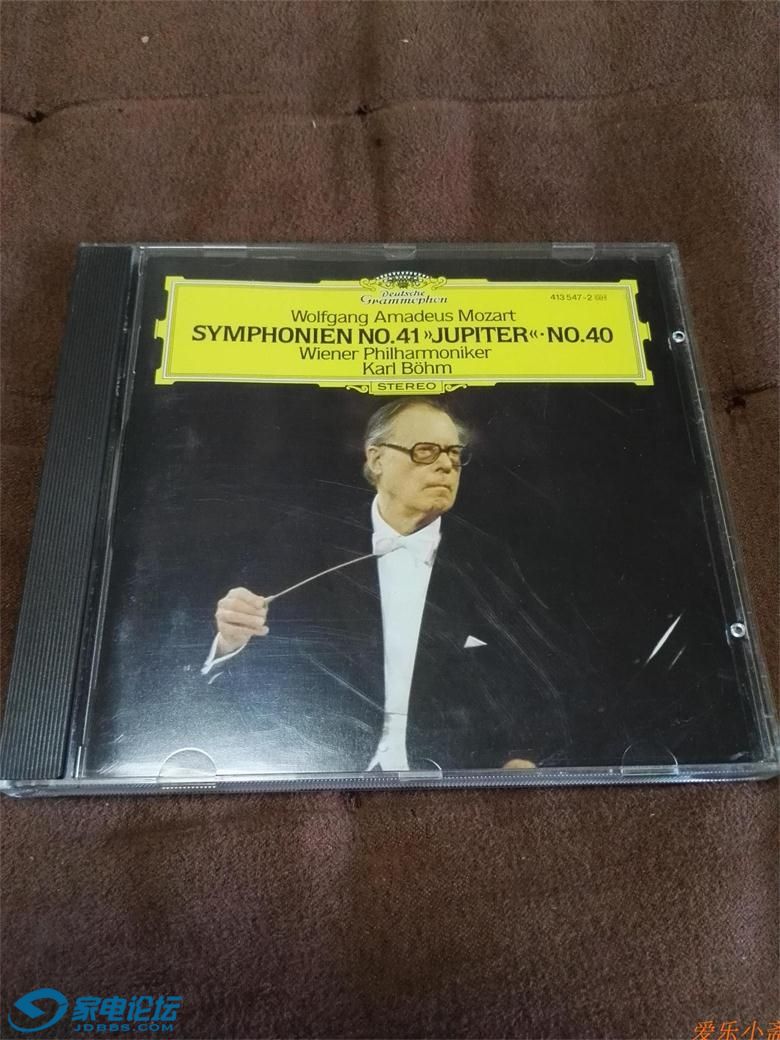 Deutsche
Grammophon
413 547-2
Wolfgang Amadeus Mozart
SYMPHONIEN NO.41 »JUPITER«·NO.40
Wiener Philharmoniker
Karl Böhm
STEREO
家电论坛
JDBBS.COM
爱乐小斋